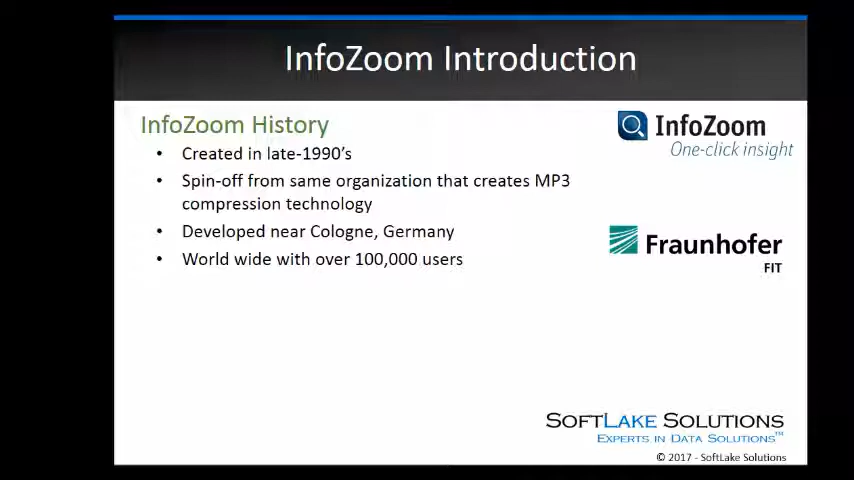 InfoZoom Introduction
InfoZoom History
• Created in late-1990's
• Spin-off from same organization that creates MP3
compression technology
• Developed near Cologne, Germany
• World wide with over 100,000 users
InfoZoom
One-click insight
Fraunhofer
FIT
SOFTLAKE SOLUTIONS
EXPERTS IN DATA SOLUTIONS™
© 2017 - SoftLake Solutions